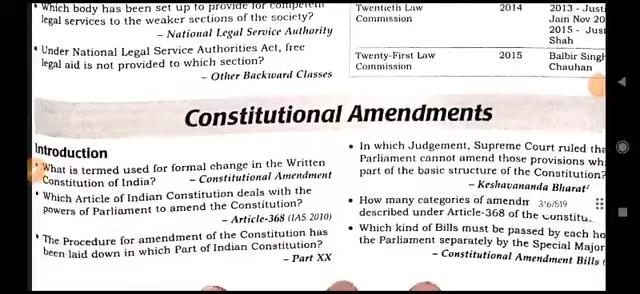 Which body has been set up to provide for competent
legal services to the weaker sections of the society?
– National Legal Service Authority
• Under National Legal Service Authorities Act, free
legal aid is not provided to which section?
– Other Backward Classes
Twentieth Law 2014 2013 - Justi
Commission Jain Nov 20
2015 - Just
Shah
Twenty-First Law 2015 Balbir Singh
Commission Chauhan
Constitutional Amendments
Introduction
• What is termed used for formal change in the Written
Constitution of India? – Constitutional Amendment
• Which Article of Indian Constitution deals with the
powers of Parliament to amend the Constitution?
– Article-368 (IAS 2010)
• The Procedure for amendment of the Constitution has
been laid down in which Part of Indian Constitution?
– Part XX
• In which Judgement, Supreme Court ruled tha
Parliament cannot amend those provisions wh
part of the basic structure of the Constitution?
– Keshavananda Bharat
• How many categories of amendm 316/519
described under Article-368 of the Constitu
• Which kind of Bills must be passed by each ho
the Parliament separately by the Special Major
– Constitutional Amendment Bills